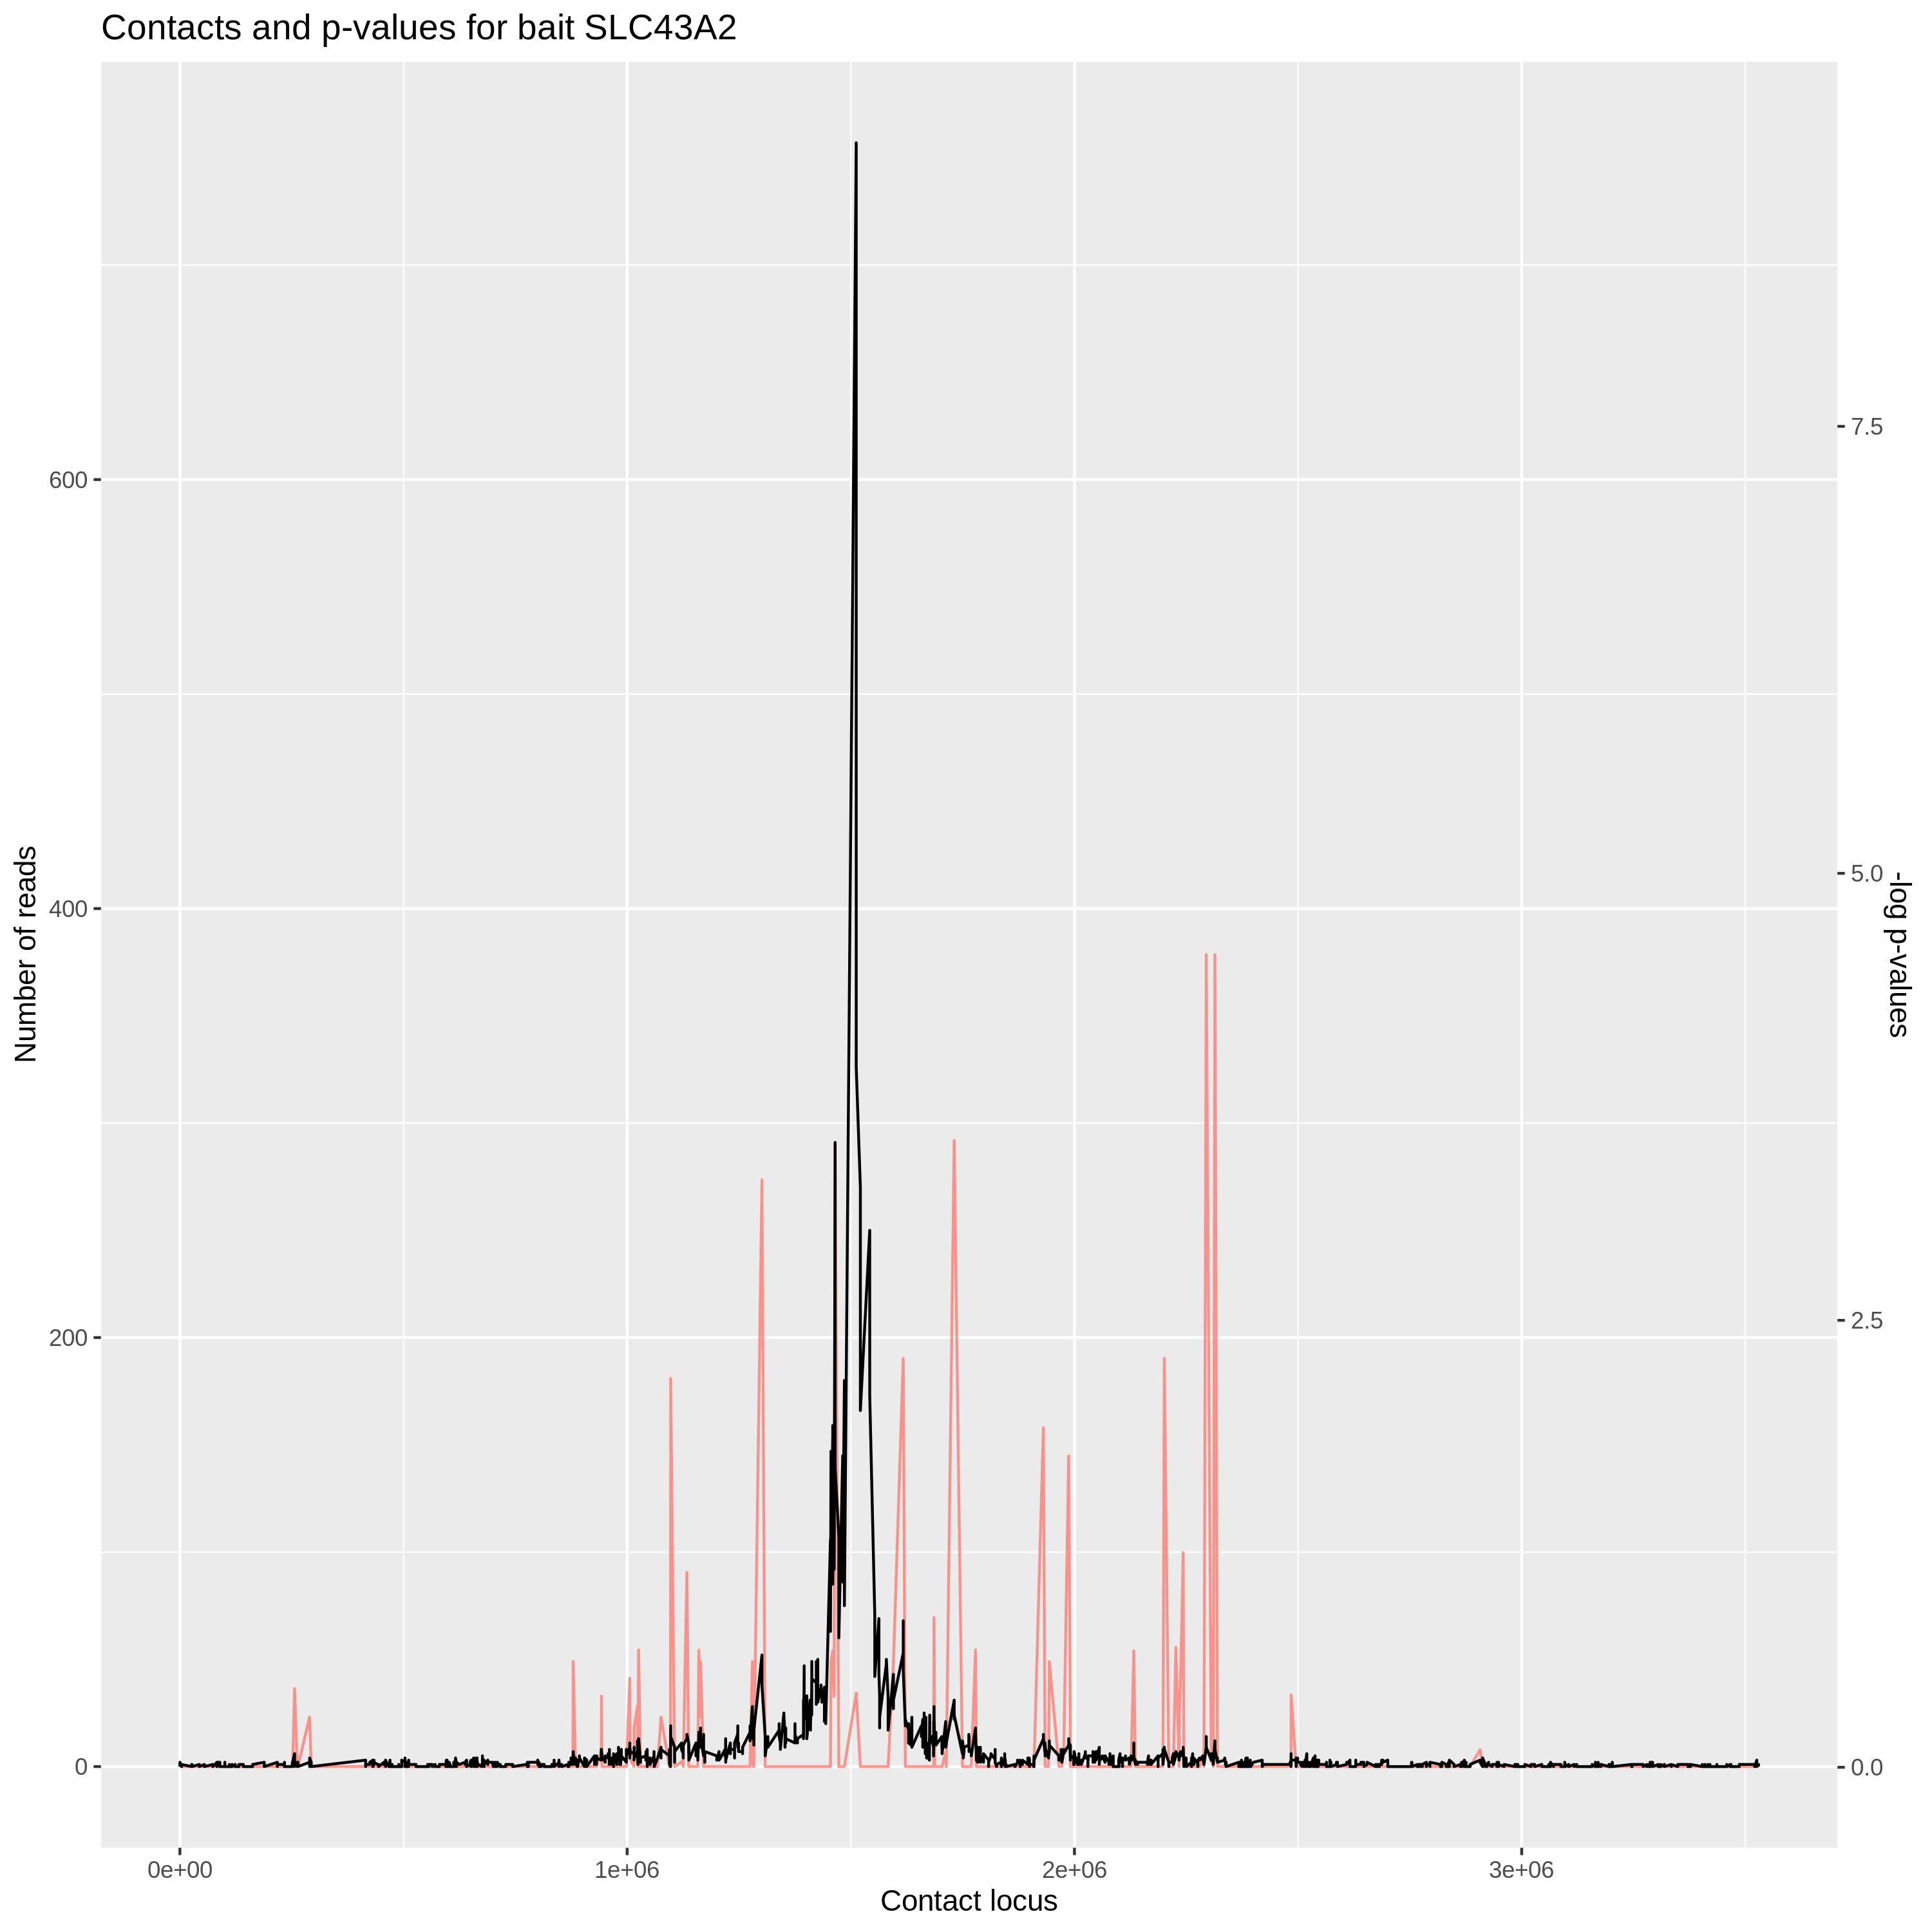 Contacts and p-values for bait SLC43A2
Number of reads
600
400
200
0
7.5
5.0
2.5
0.0
-log p-values
0e+00
1e+06
2e+06
3e+06
Contact locus